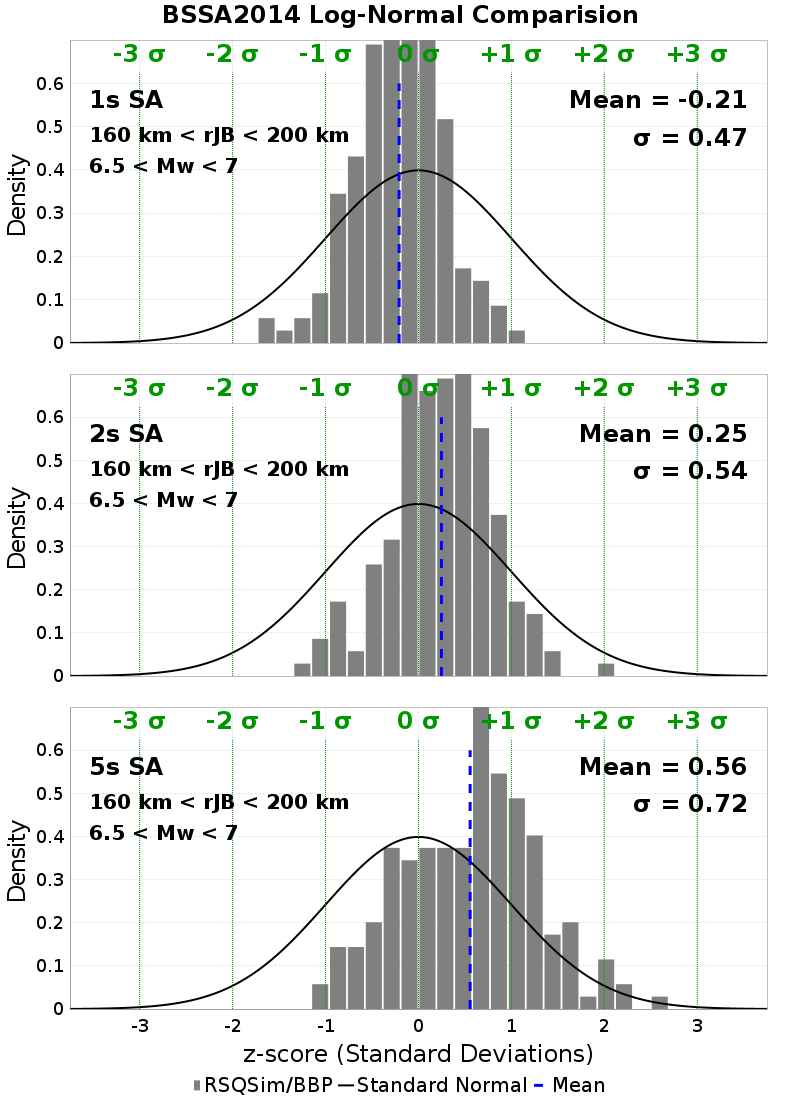 BSSA2014 Log-Normal Comparision
-3 σ -2 σ -1 σ 0 σ +1 σ +2 σ +3 σ
1s SA
160 km < rJB < 200 km
6.5 < Mw < 7
Mean = -0.21
σ = 0.47
Density
0.6
0.5
0.4
0.3
0.2
0.1
0
-3 σ -2 σ -1 σ 0 σ +1 σ +2 σ +3 σ
2s SA
160 km < rJB < 200 km
6.5 < Mw < 7
Mean = 0.25
σ = 0.54
Density
0.6
0.5
0.4
0.3
0.2
0.1
0
-3 σ -2 σ -1 σ 0 σ +1 σ +2 σ +3 σ
5s SA
160 km < rJB < 200 km
6.5 < Mw < 7
Mean = 0.56
σ = 0.72
Density
0.6
0.5
0.4
0.3
0.2
0.1
0
-3 -2 -1 0 1 2 3
z-score (Standard Deviations)
RSQSim/BBP Standard Normal Mean